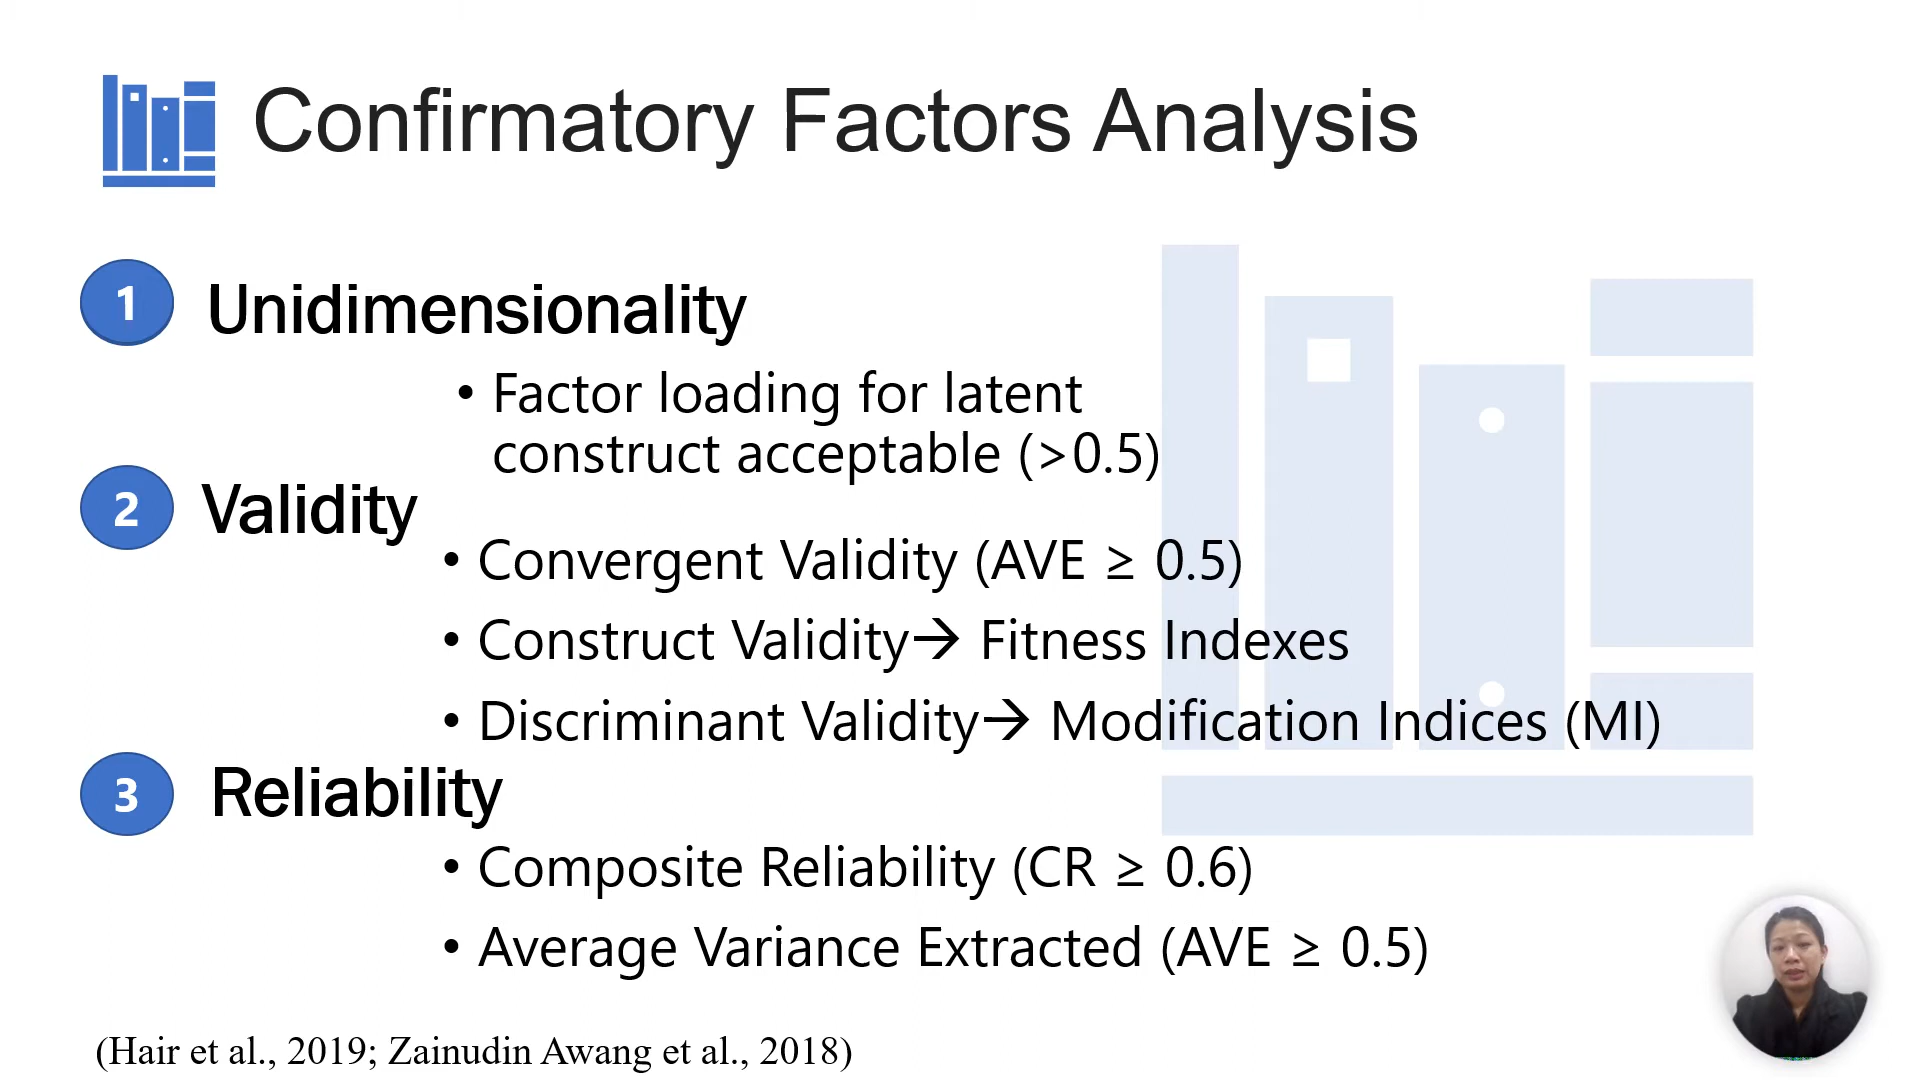 Confirmatory Factors Analysis
1 Unidimensionality
• Factor loading for latent
construct acceptable (>0.5)
2 Validity
• Convergent Validity (AVE ≥ 0.5)
• Construct Validity→ Fitness Indexes
• Discriminant Validity→ Modification Indices (MI)
3 Reliability
• Composite Reliability (CR ≥ 0.6)
• Average Variance Extracted (AVE ≥ 0.5)
(Hair et al., 2019; Zainudin Awang et al., 2018)